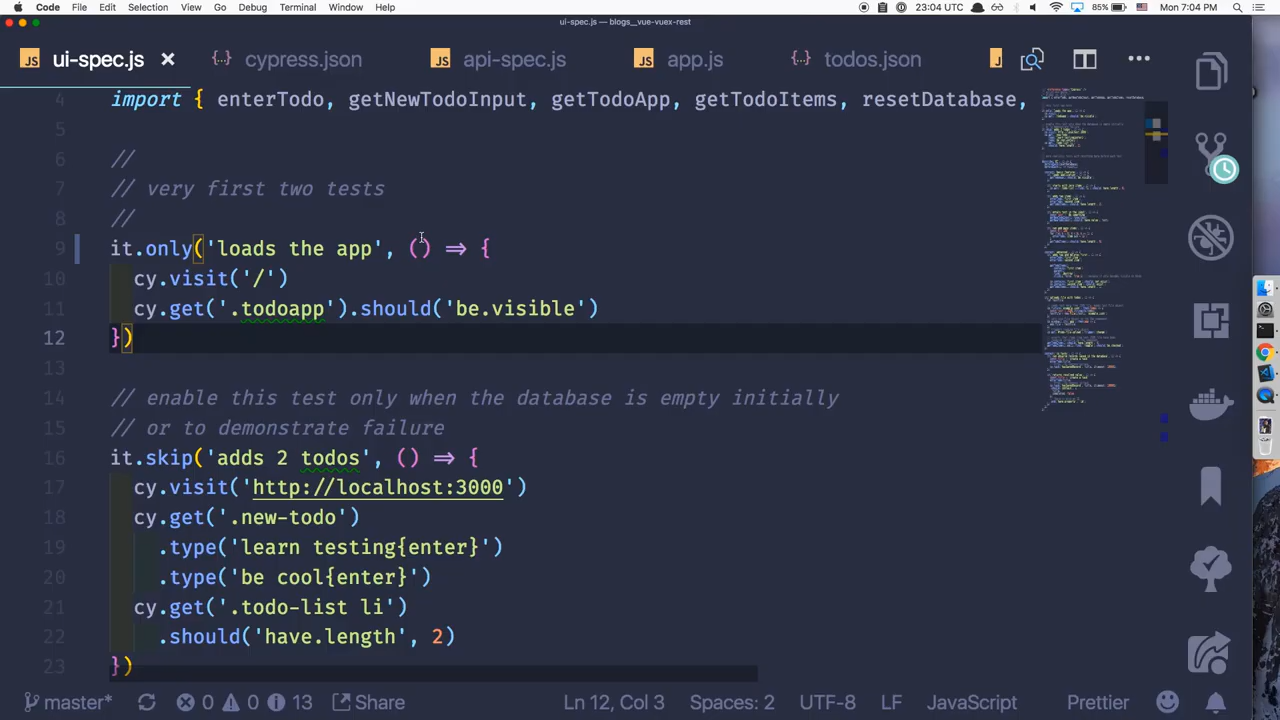 Code File Edit Selection View Go Debug Terminal Window Help 23:04 UTC 85% Mon 7:04 PM
ui-spec.js — blogs__vue-vuex-rest
JS ui-spec.js {} cypress.json JS api-spec.js JS app.js {} todos.json J
4 import { enterTodo, getNewTodoInput, getTodoApp, getTodoItems, resetDatabase,
5
6 //
7 // very first two tests
8 //
9 it.only('loads the app', () => {
10 cy.visit('/')
11 cy.get('.todoapp').should('be.visible')
12 })
13
14 // enable this test only when the database is empty initially
15 // or to demonstrate failure
16 it.skip('adds 2 todos', () => {
17 cy.visit('http://localhost:3000')
18 cy.get('.new-todo')
19 .type('learn testing{enter}')
20 .type('be cool{enter}')
21 cy.get('.todo-list li')
22 .should('have.length', 2)
23 })
master* 0 0 13 Share Ln 12, Col 3 Spaces: 2 UTF-8 LF JavaScript Prettier